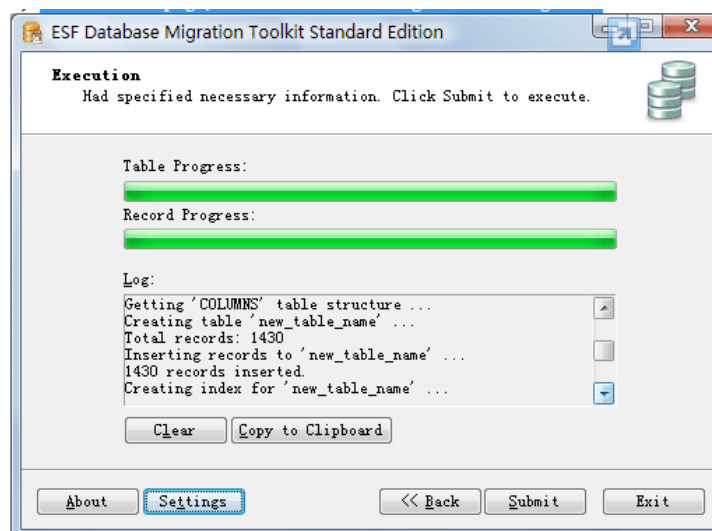 ESF Database Migration Toolkit Standard Edition
Execution
Had specified necessary information. Click Submit to execute.
Table Progress:
Record Progress:
Log:
Getting 'COLUMNS' table structure ...
Creating table 'new_table_name' ...
Total records: 1430
Inserting records to 'new_table_name' ...
1430 records inserted.
Creating index for 'new_table_name' ...
Clear Copy to Clipboard
About Settings << Back Submit Exit